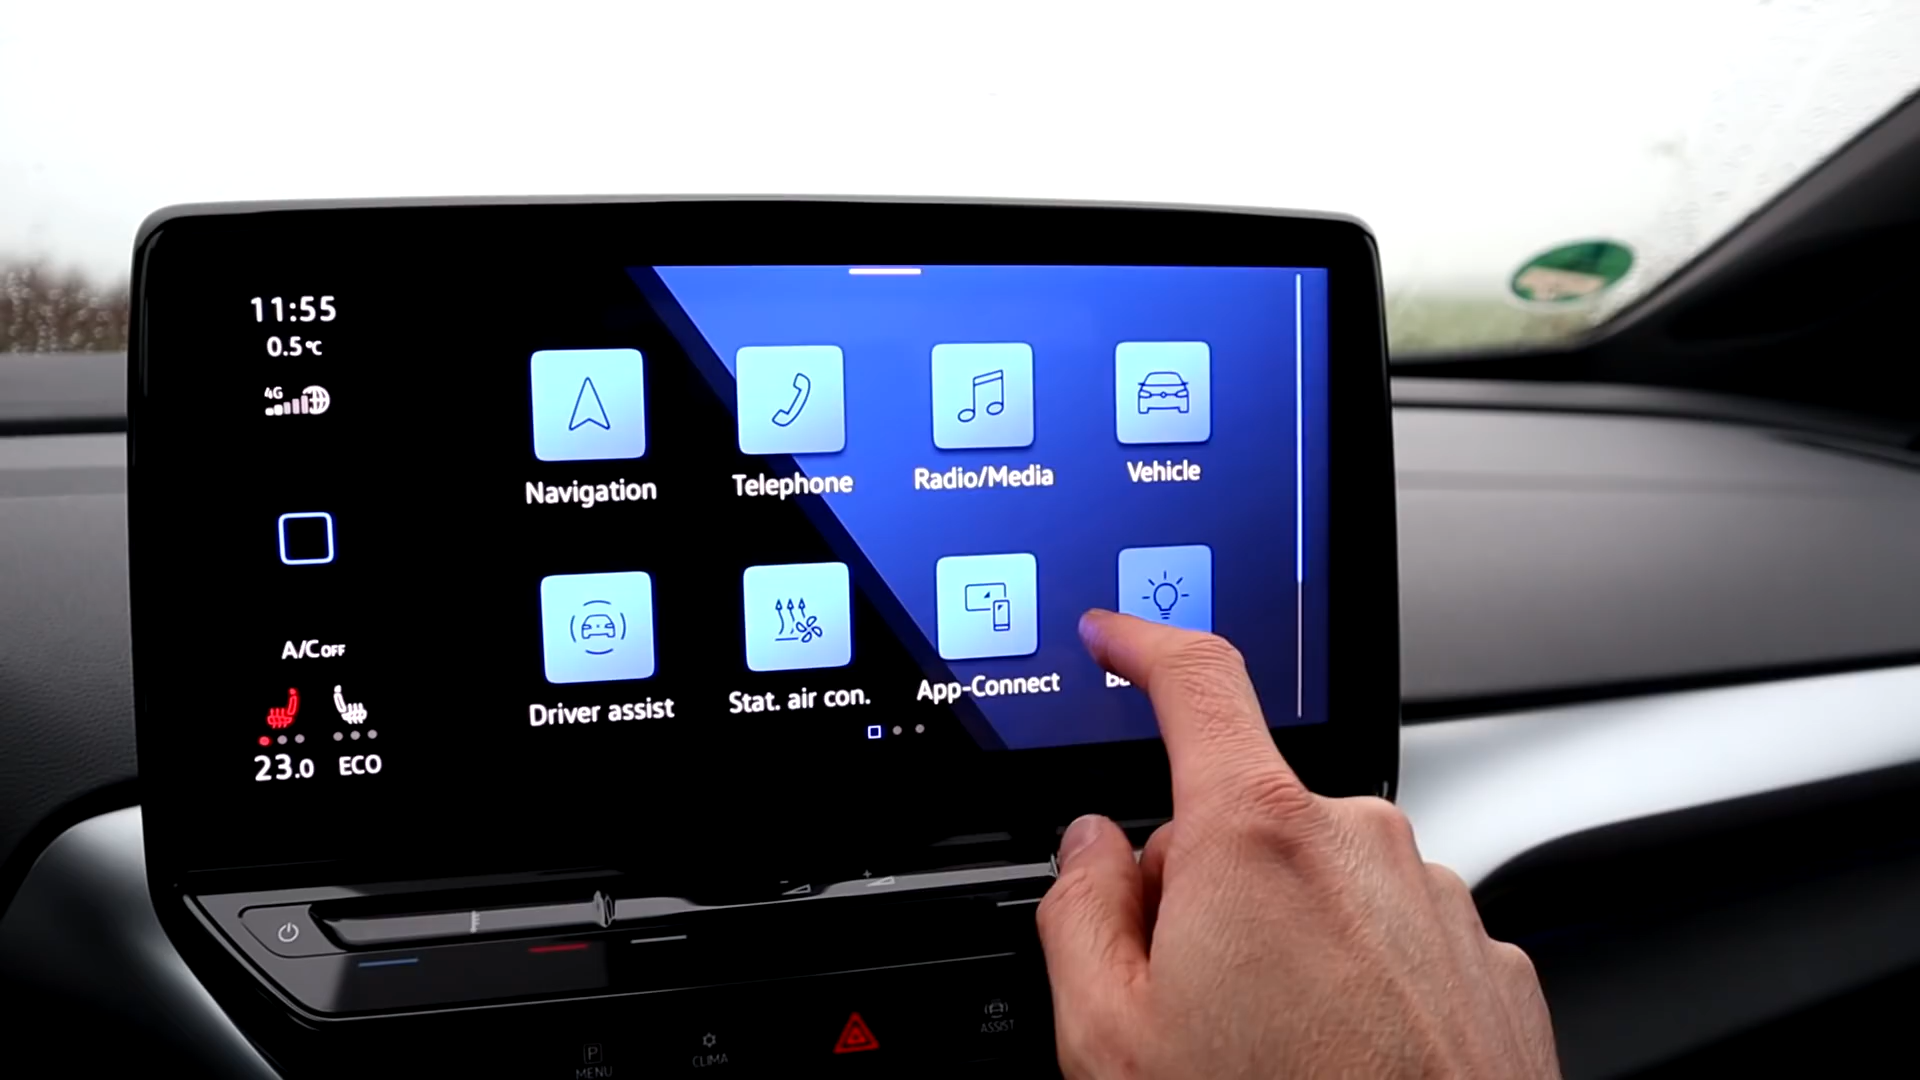 11:55
0.5°C
4G
Navigation
Telephone
Radio/Media
Vehicle
A/C OFF
Driver assist
Stat. air con.
App-Connect
23.0
ECO
P
MENU
CLIMA
ASSIST